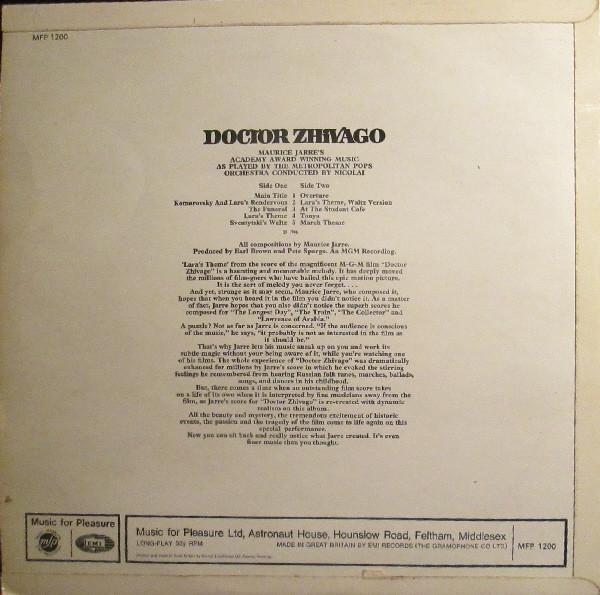 MFP 1200
DOCTOR ZHIVAGO
MAURICE JARRE'S
ACADEMY AWARD WINNING MUSIC
AS PLAYED BY THE METROPOLITAN POPS
ORCHESTRA CONDUCTED BY NICOLAI
Side One Side Two
Main Title 1 Overture
Komarovsky And Lara's Rendezvous 2 Lara's Theme, Waltz Version
The Funeral 3 At The Student Cafe
Lara's Theme 4 Tonya
Sventytski's Waltz 5 March Theme
All compositions by Maurice Jarre.
Produced by Earl Brown and Pete Spargo. An MGM Recording.
'Lara's Theme' from the score of the magnificent M-G-M film "Doctor
Zhivago" is a haunting and memorable melody. It has deeply moved
the millions of film-goers who have hailed this epic motion picture.
It is the sort of melody you never forget. . . .
And yet, strange as it may seem, Maurice Jarre, who composed it,
hopes that when you heard it in the film you didn't notice it. As a matter
of fact, Jarre hopes that you also didn't notice the superb scores he
composed for "The Longest Day", "The Train", "The Collector" and
"Lawrence of Arabia."
A puzzle? Not as far as Jarre is concerned. "If the audience is conscious
of the music," he says, "it probably is not as interested in the film as
it should be."
That's why Jarre lets his music sneak up on you and work its
subtle magic without your being aware of it, while you're watching one
of his films. The whole experience of "Doctor Zhivago" was dramatically
enhanced for millions by Jarre's score in which he evoked the stirring
feelings he remembered from hearing Russian folk tunes, marches, ballads,
songs, and dances in his childhood.
But, there comes a time when an outstanding film score takes
on a life of its own when it is interpreted by fine musicians away from the
film, as Jarre's score for "Doctor Zhivago" is re-created with dynamic
realism on this album.
All the beauty and mystery, the tremendous excitement of historic
events, the passion and the tragedy of the film come to life again on this
special performance.
Now you can sit back and really notice what Jarre created. It's even
finer music than you thought.
Music for Pleasure
mfp EMI
Music for Pleasure Ltd, Astronaut House, Hounslow Road, Feltham, Middlesex
LONG-PLAY 33⅓ RPM MADE IN GREAT BRITAIN BY EMI RECORDS (THE GRAMOPHONE CO LTD)
MFP 1200